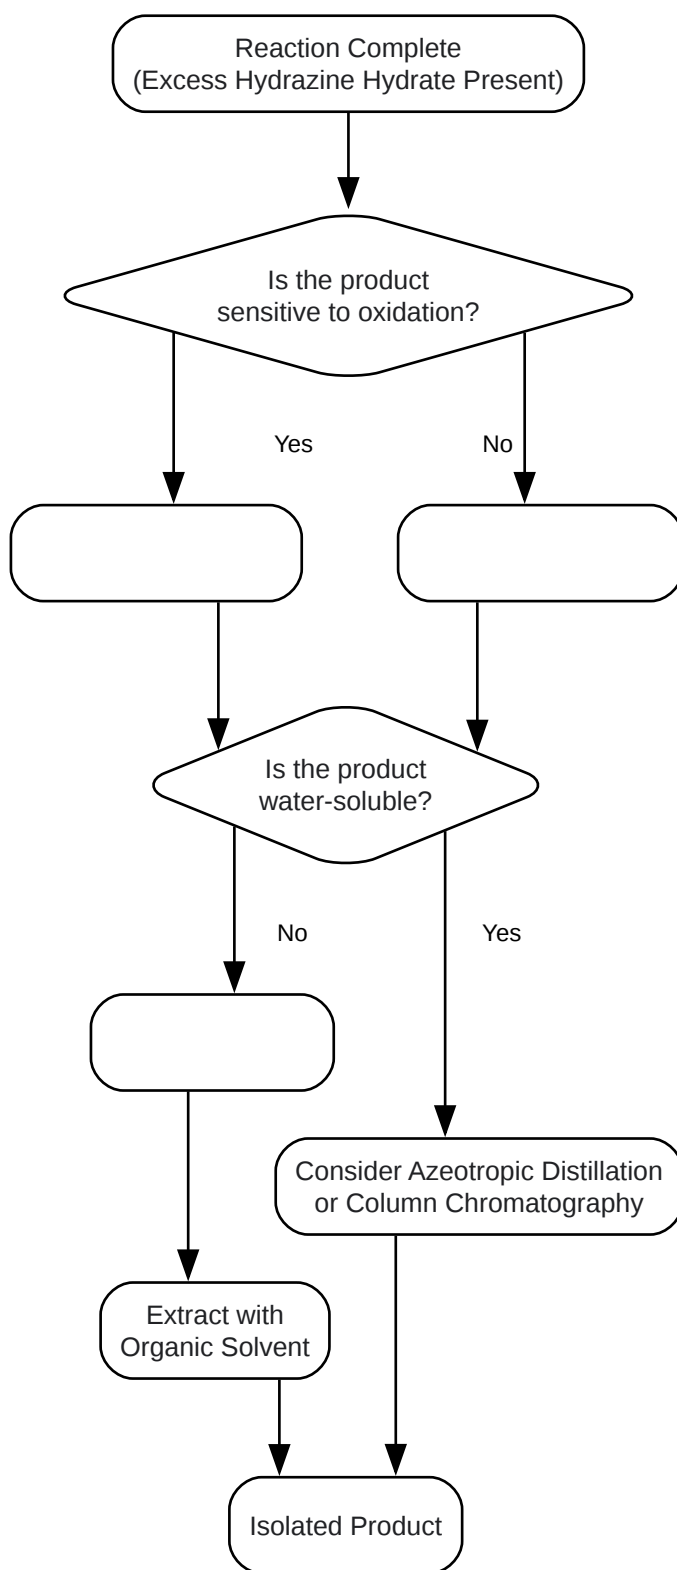 Reaction Complete
(Excess Hydrazine Hydrate Present)
Is the product
sensitive to oxidation?
Yes
No
Is the product
water-soluble?
No
Yes
Consider Azeotropic Distillation
or Column Chromatography
Extract with
Organic Solvent
Isolated Product